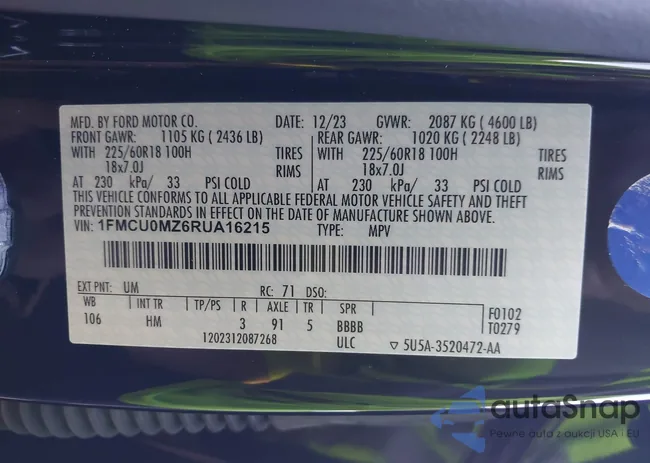 MFD. BY FORD MOTOR CO. DATE: 12/23 GVWR: 2087 KG ( 4600 LB)
FRONT GAWR: 1105 KG ( 2436 LB) REAR GAWR: 1020 KG ( 2248 LB)
WITH 225/60R18 100H TIRES WITH 225/60R18 100H TIRES
18x7.0J RIMS 18x7.0J RIMS
AT 230 kPa/ 33 PSI COLD AT 230 kPa/ 33 PSI COLD
THIS VEHICLE CONFORMS TO ALL APPLICABLE FEDERAL MOTOR VEHICLE SAFETY AND THEFT
PREVENTION STANDARDS IN EFFECT ON THE DATE OF MANUFACTURE SHOWN ABOVE.
VIN: 1FMCU0MZ6RUA16215 TYPE: MPV
EXT PNT: UM RC: 71 DSO:
WB INT TR TP/PS R AXLE TR SPR F0102
106 HM 3 91 5 BBBB T0279
1202312087268 ULC ▽ 5U5A-3520472-AA
autoSnap
Pewne auto z aukcji USA i EU